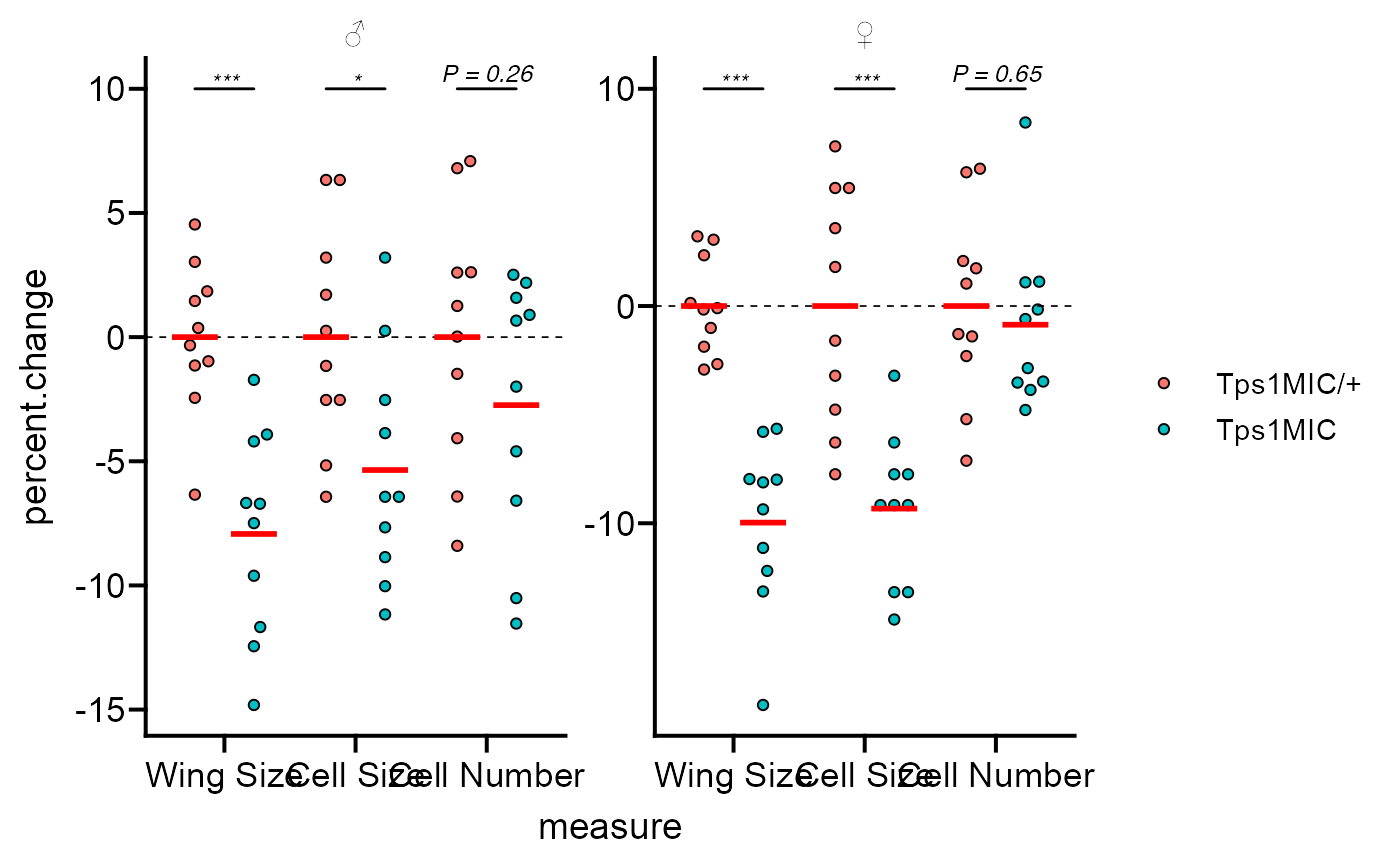 ♂ ♀
*** * P = 0.26 *** *** P = 0.65
10 5 0 -5 -10 -15
10 0 -10
percent.change
Wing Size Cell Size Cell Number Wing Size Cell Size Cell Number
measure
Tps1MIC/+
Tps1MIC